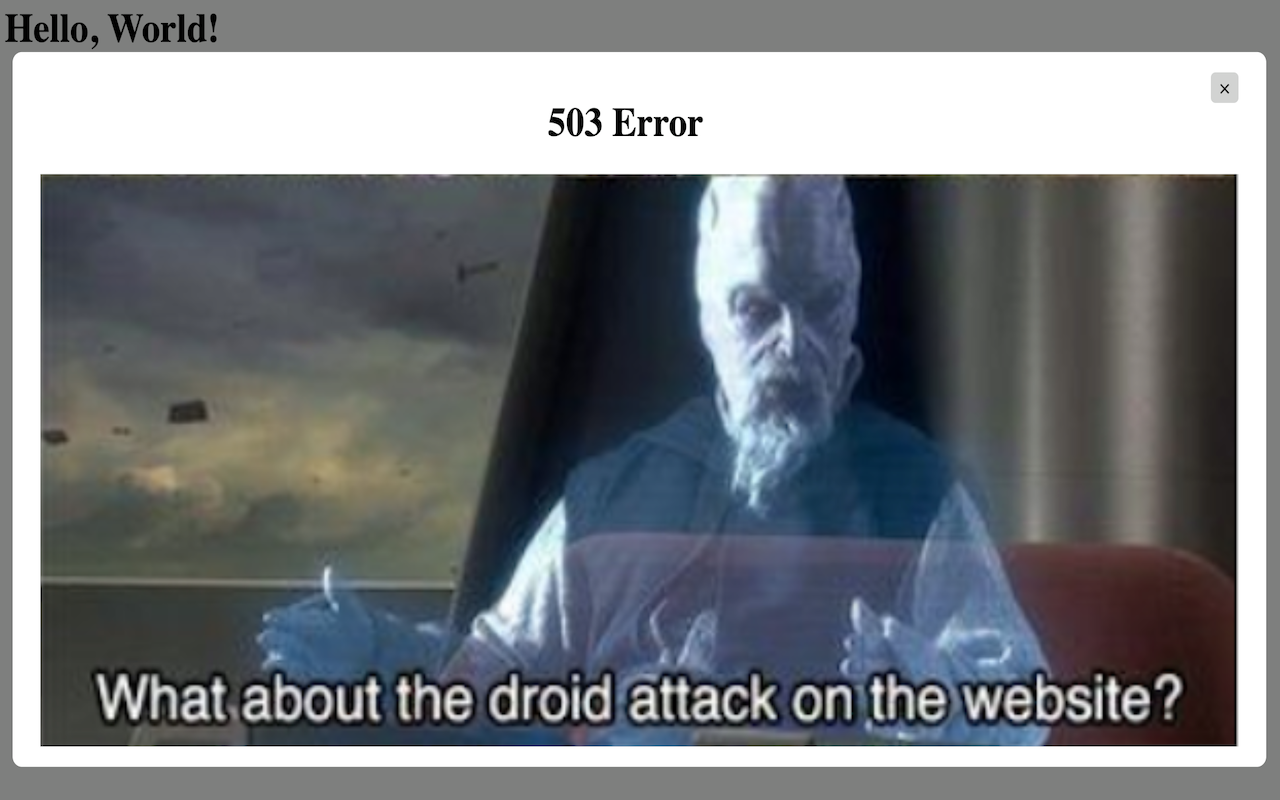 Hello, World!
×
503 Error
What about the droid attack on the website?